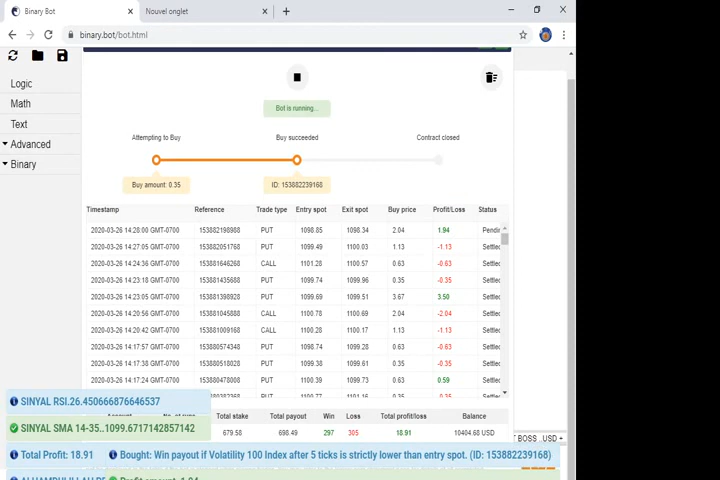 Binary Bot
Nouvel onglet
binary.bot/bot.html
Logic
Math
Text
Advanced
Binary
Bot is running...
Attempting to Buy Buy succeeded Contract closed
Buy amount: 0.35 ID: 153882239168
Timestamp Reference Trade type Entry spot Exit spot Buy price Profit/Loss Status
2020-03-26 14:28:00 GMT-0700 153882198988 PUT 1098.85 1098.34 2.04 1.94 Pendin
2020-03-26 14:27:05 GMT-0700 153882051768 PUT 1099.49 1100.03 1.13 -1.13 Settled
2020-03-26 14:24:36 GMT-0700 153881646268 CALL 1101.28 1100.57 0.63 -0.63 Settled
2020-03-26 14:23:18 GMT-0700 153881435688 PUT 1099.74 1099.96 0.35 -0.35 Settled
2020-03-26 14:23:05 GMT-0700 153881398928 PUT 1099.69 1099.51 3.67 3.50 Settled
2020-03-26 14:20:56 GMT-0700 153881045888 CALL 1100.78 1100.69 2.04 -2.04 Settled
2020-03-26 14:20:42 GMT-0700 153881009168 CALL 1100.28 1100.17 1.13 -1.13 Settled
2020-03-26 14:17:57 GMT-0700 153880574348 PUT 1098.74 1099.28 0.63 -0.63 Settled
2020-03-26 14:17:38 GMT-0700 153880518028 PUT 1099.38 1099.61 0.35 -0.35 Settled
2020-03-26 14:17:24 GMT-0700 153880478008 PUT 1100.39 1099.73 0.63 0.59 Settled
SINYAL RSI.26.450666876646537
Total stake Total payout Win Loss Total profit/loss Balance
SINYAL SMA 14-35..1099.6717142857142
679.58 698.49 297 305 18.91 10404.68 USD
T BOSS .USD
Total Profit: 18.91
Bought: Win payout if Volatility 100 Index after 5 ticks is strictly lower than entry spot. (ID: 153882239168)